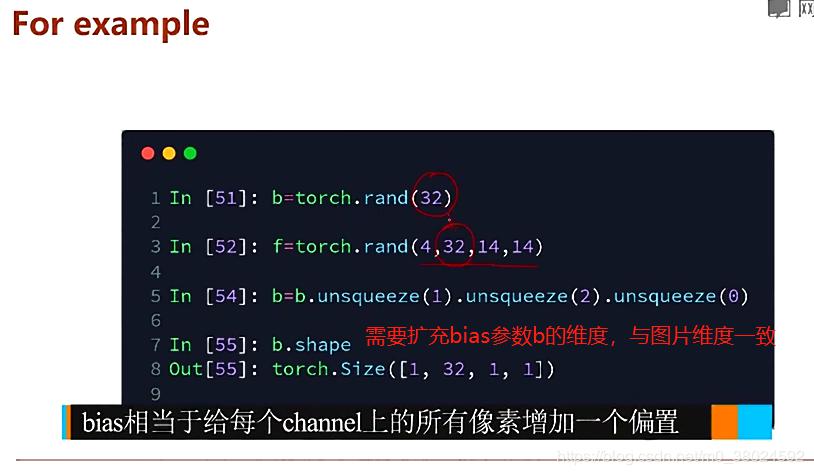 For example
1 In [51]: b=torch.rand(32)
2
3 In [52]: f=torch.rand(4,32,14,14)
4
5 In [54]: b=b.unsqueeze(1).unsqueeze(2).unsqueeze(0)
6
7 In [55]: b.shape
需要扩充bias参数b的维度，与图片维度一致
8 Out[55]: torch.Size([1, 32, 1, 1])
9
bias相当于给每个channel上的所有像素增加一个偏置
https://blog.csdn.net/m0_38024592